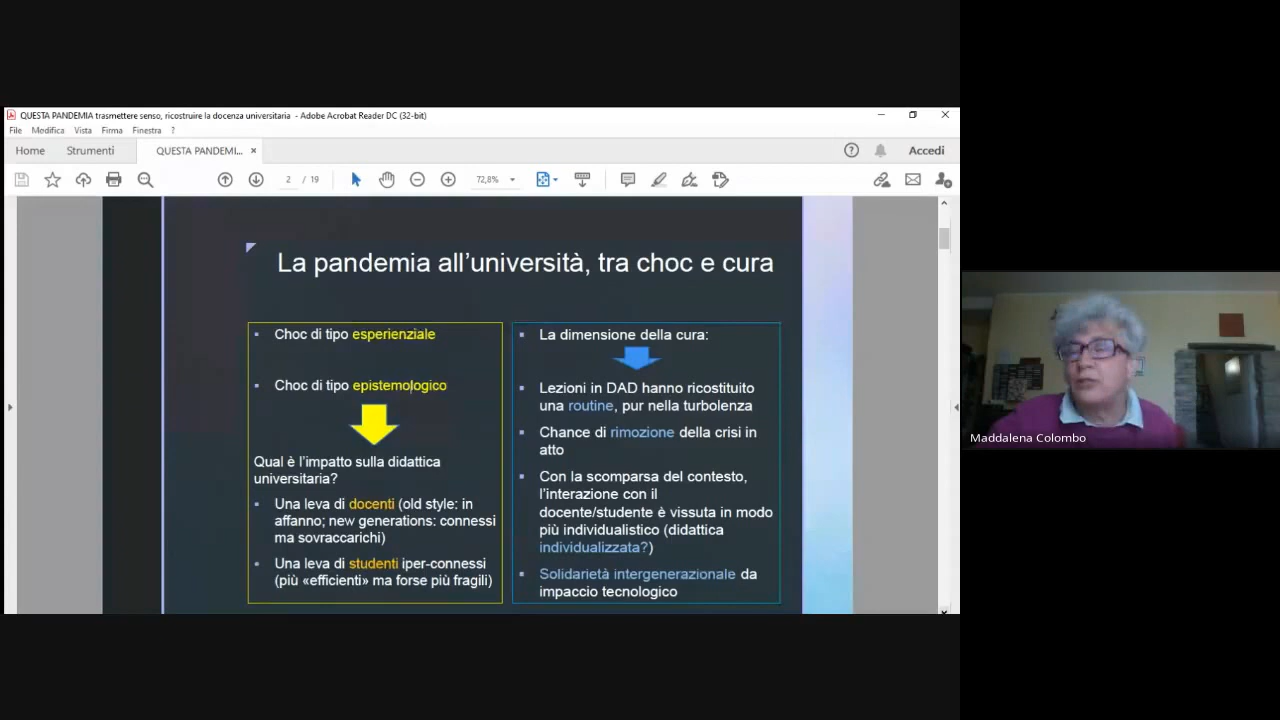 QUESTA PANDEMIA trasmettere senso, ricostruire la docenza universitaria - Adobe Acrobat Reader DC (32-bit)
File Modifica Vista Firma Finestra ?
Home Strumenti QUESTA PANDEMI... × Accedi
2 / 19 72,8%
La pandemia all’università, tra choc e cura
Choc di tipo esperienziale
Choc di tipo epistemologico
Qual è l’impatto sulla didattica
universitaria?
Una leva di docenti (old style: in
affanno; new generations: connessi
ma sovraccarichi)
Una leva di studenti iper-connessi
(più «efficienti» ma forse più fragili)
La dimensione della cura:
Lezioni in DAD hanno ricostituito
una routine, pur nella turbolenza
Chance di rimozione della crisi in
atto
Con la scomparsa del contesto,
l’interazione con il
docente/studente è vissuta in modo
più individualistico (didattica
individualizzata?)
Solidarietà intergenerazionale da
impaccio tecnologico
Maddalena Colombo